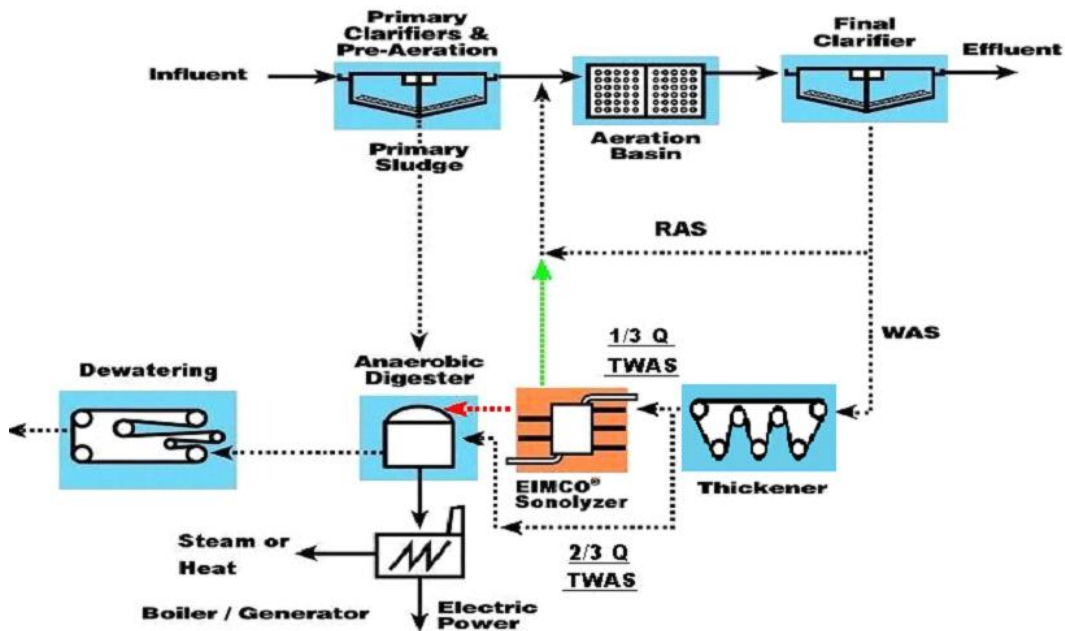 Primary
Clarifiers &
Pre-Aeration
Final
Clarifier
Influent
Effluent
Aeration
Basin
Primary
Sludge
RAS
WAS
1/3 Q
TWAS
Dewatering
Anaerobic
Digester
EIMCO®
Sonolyzer
Thickener
Steam or
Heat
2/3 Q
TWAS
Boiler / Generator
Electric
Power